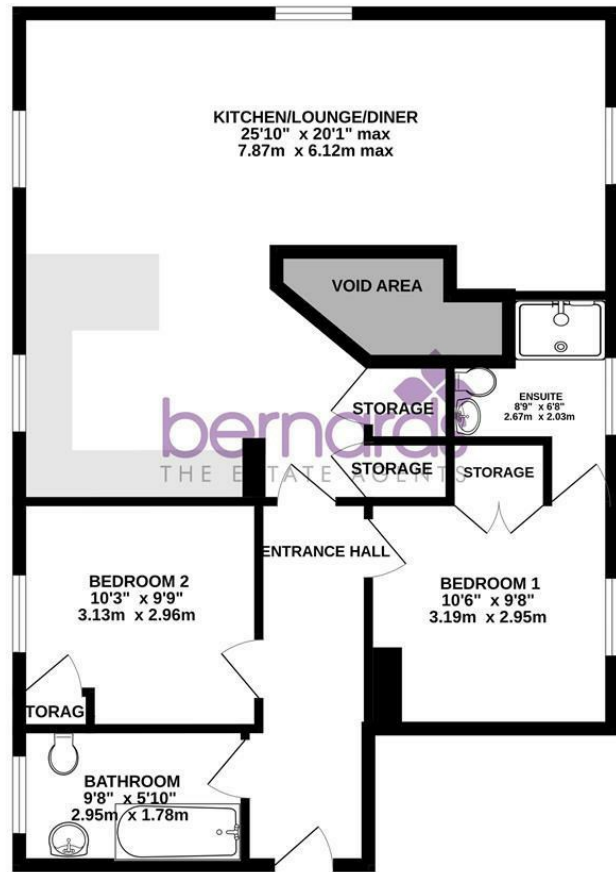 KITCHEN/LOUNGE/DINER
25'10" x 20'1" max
7.87m x 6.12m max
VOID AREA
ENSUITE
8'9" x 6'8"
2.67m x 2.03m
STORAGE
bernards
THE ESTATE AGENTS
STORAGE
STORAGE
ENTRANCE HALL
BEDROOM 2
10'3" x 9'9"
3.13m x 2.96m
BEDROOM 1
10'6" x 9'8"
3.19m x 2.95m
TORAG
BATHROOM
9'8" x 5'10"
2.95m x 1.78m